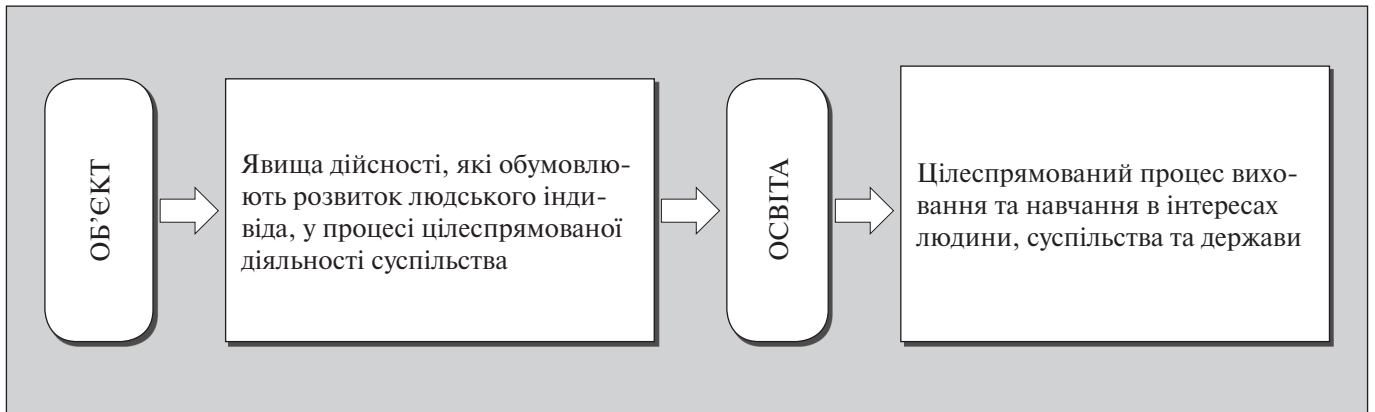 ОБ’ЄКТ
Явища дійсності, які обумовлю-
ють розвиток людського інди-
віда, у процесі цілеспрямованої
діяльності суспільства
ОСВІТА
Цілеспрямований процес вихо-
вання та навчання в інтересах
людини, суспільства та держави